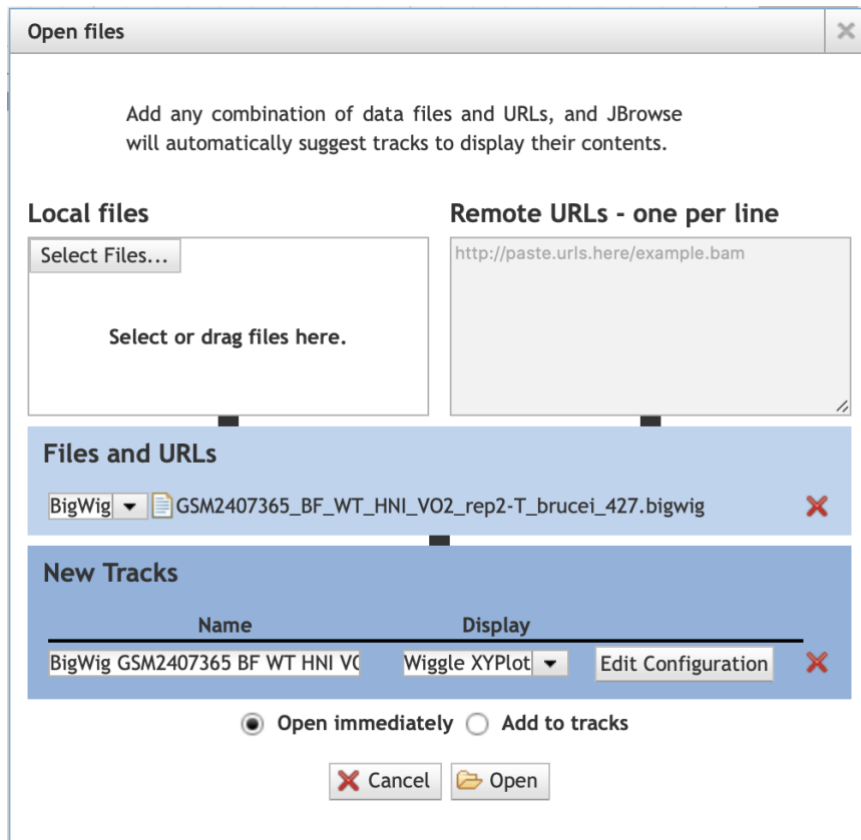 Open files
Add any combination of data files and URLs, and JBrowse
will automatically suggest tracks to display their contents.
Local files
Remote URLs - one per line
Select Files...
http://paste.urls.here/example.bam
Select or drag files here.
Files and URLs
BigWig
GSM2407365_BF_WT_HNI_VO2_rep2-T_brucei_427.bigwig
New Tracks
Name
Display
BigWig GSM2407365 BF WT HNI VO
Wiggle XYPlot
Edit Configuration
Open immediately
Add to tracks
Cancel
Open